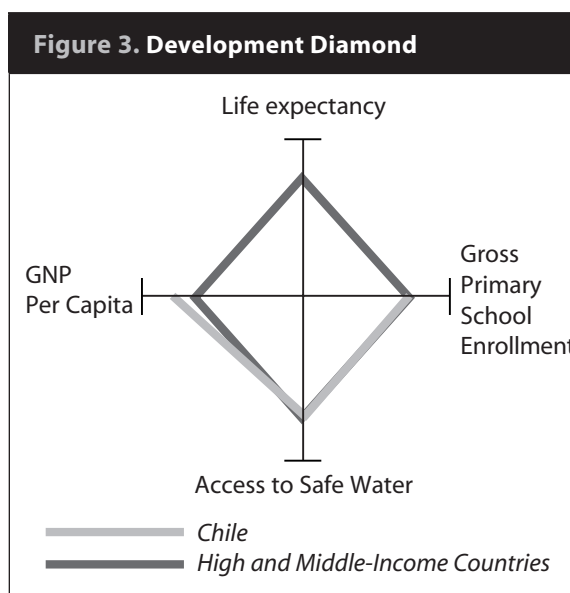 Figure 3. Development Diamond
Life expectancy
GNP
Per Capita
Gross
Primary
School
Enrollment
Access to Safe Water
Chile
High and Middle-Income Countries